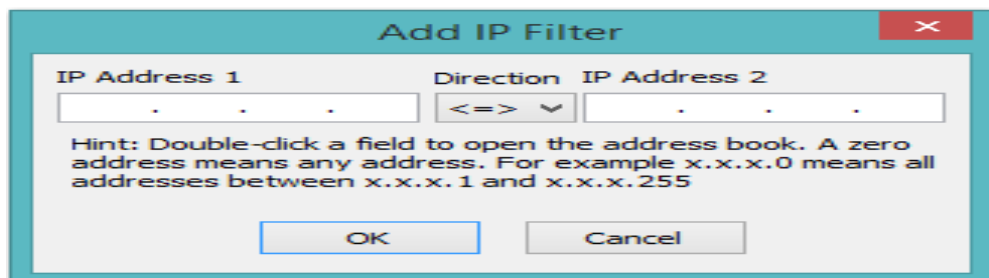 Add IP Filter
IP Address 1 Direction IP Address 2
. . . <=> . . .
Hint: Double-click a field to open the address book. A zero
address means any address. For example x.x.x.0 means all
addresses between x.x.x.1 and x.x.x.255
OK Cancel